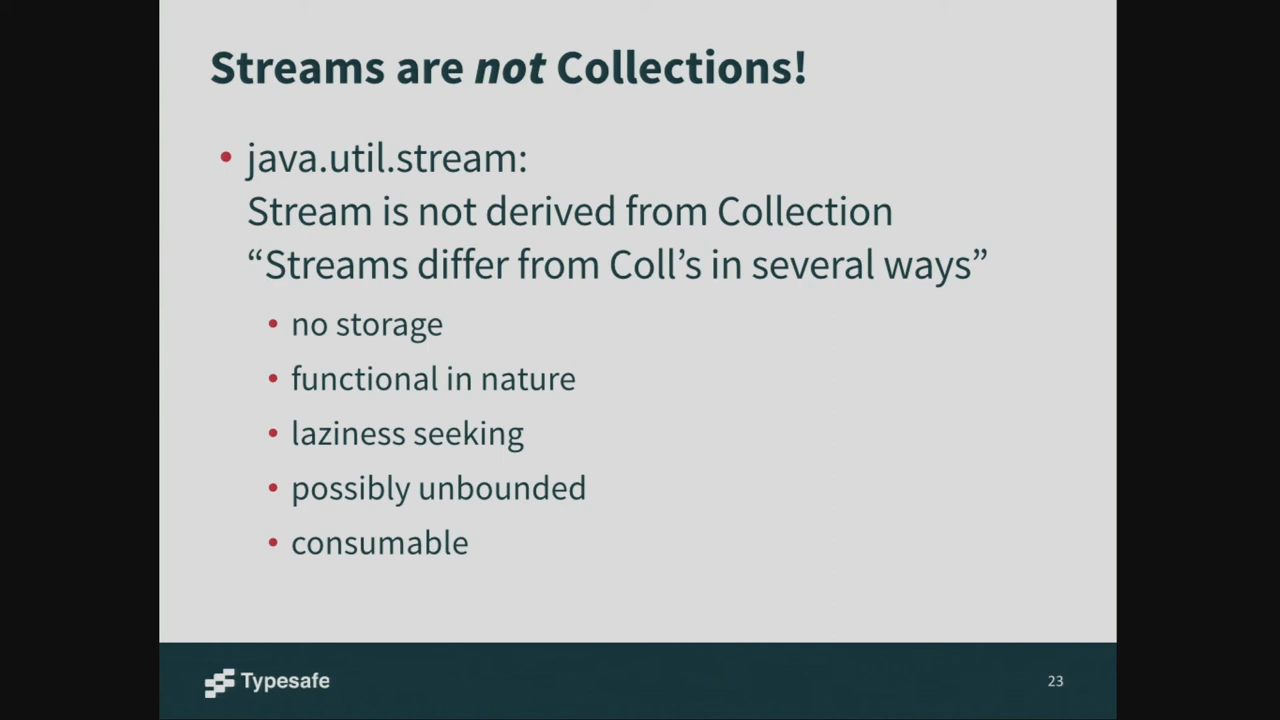 Streams are not Collections!
• java.util.stream:
Stream is not derived from Collection
“Streams differ from Coll’s in several ways”
• no storage
• functional in nature
• laziness seeking
• possibly unbounded
• consumable
Typesafe
23